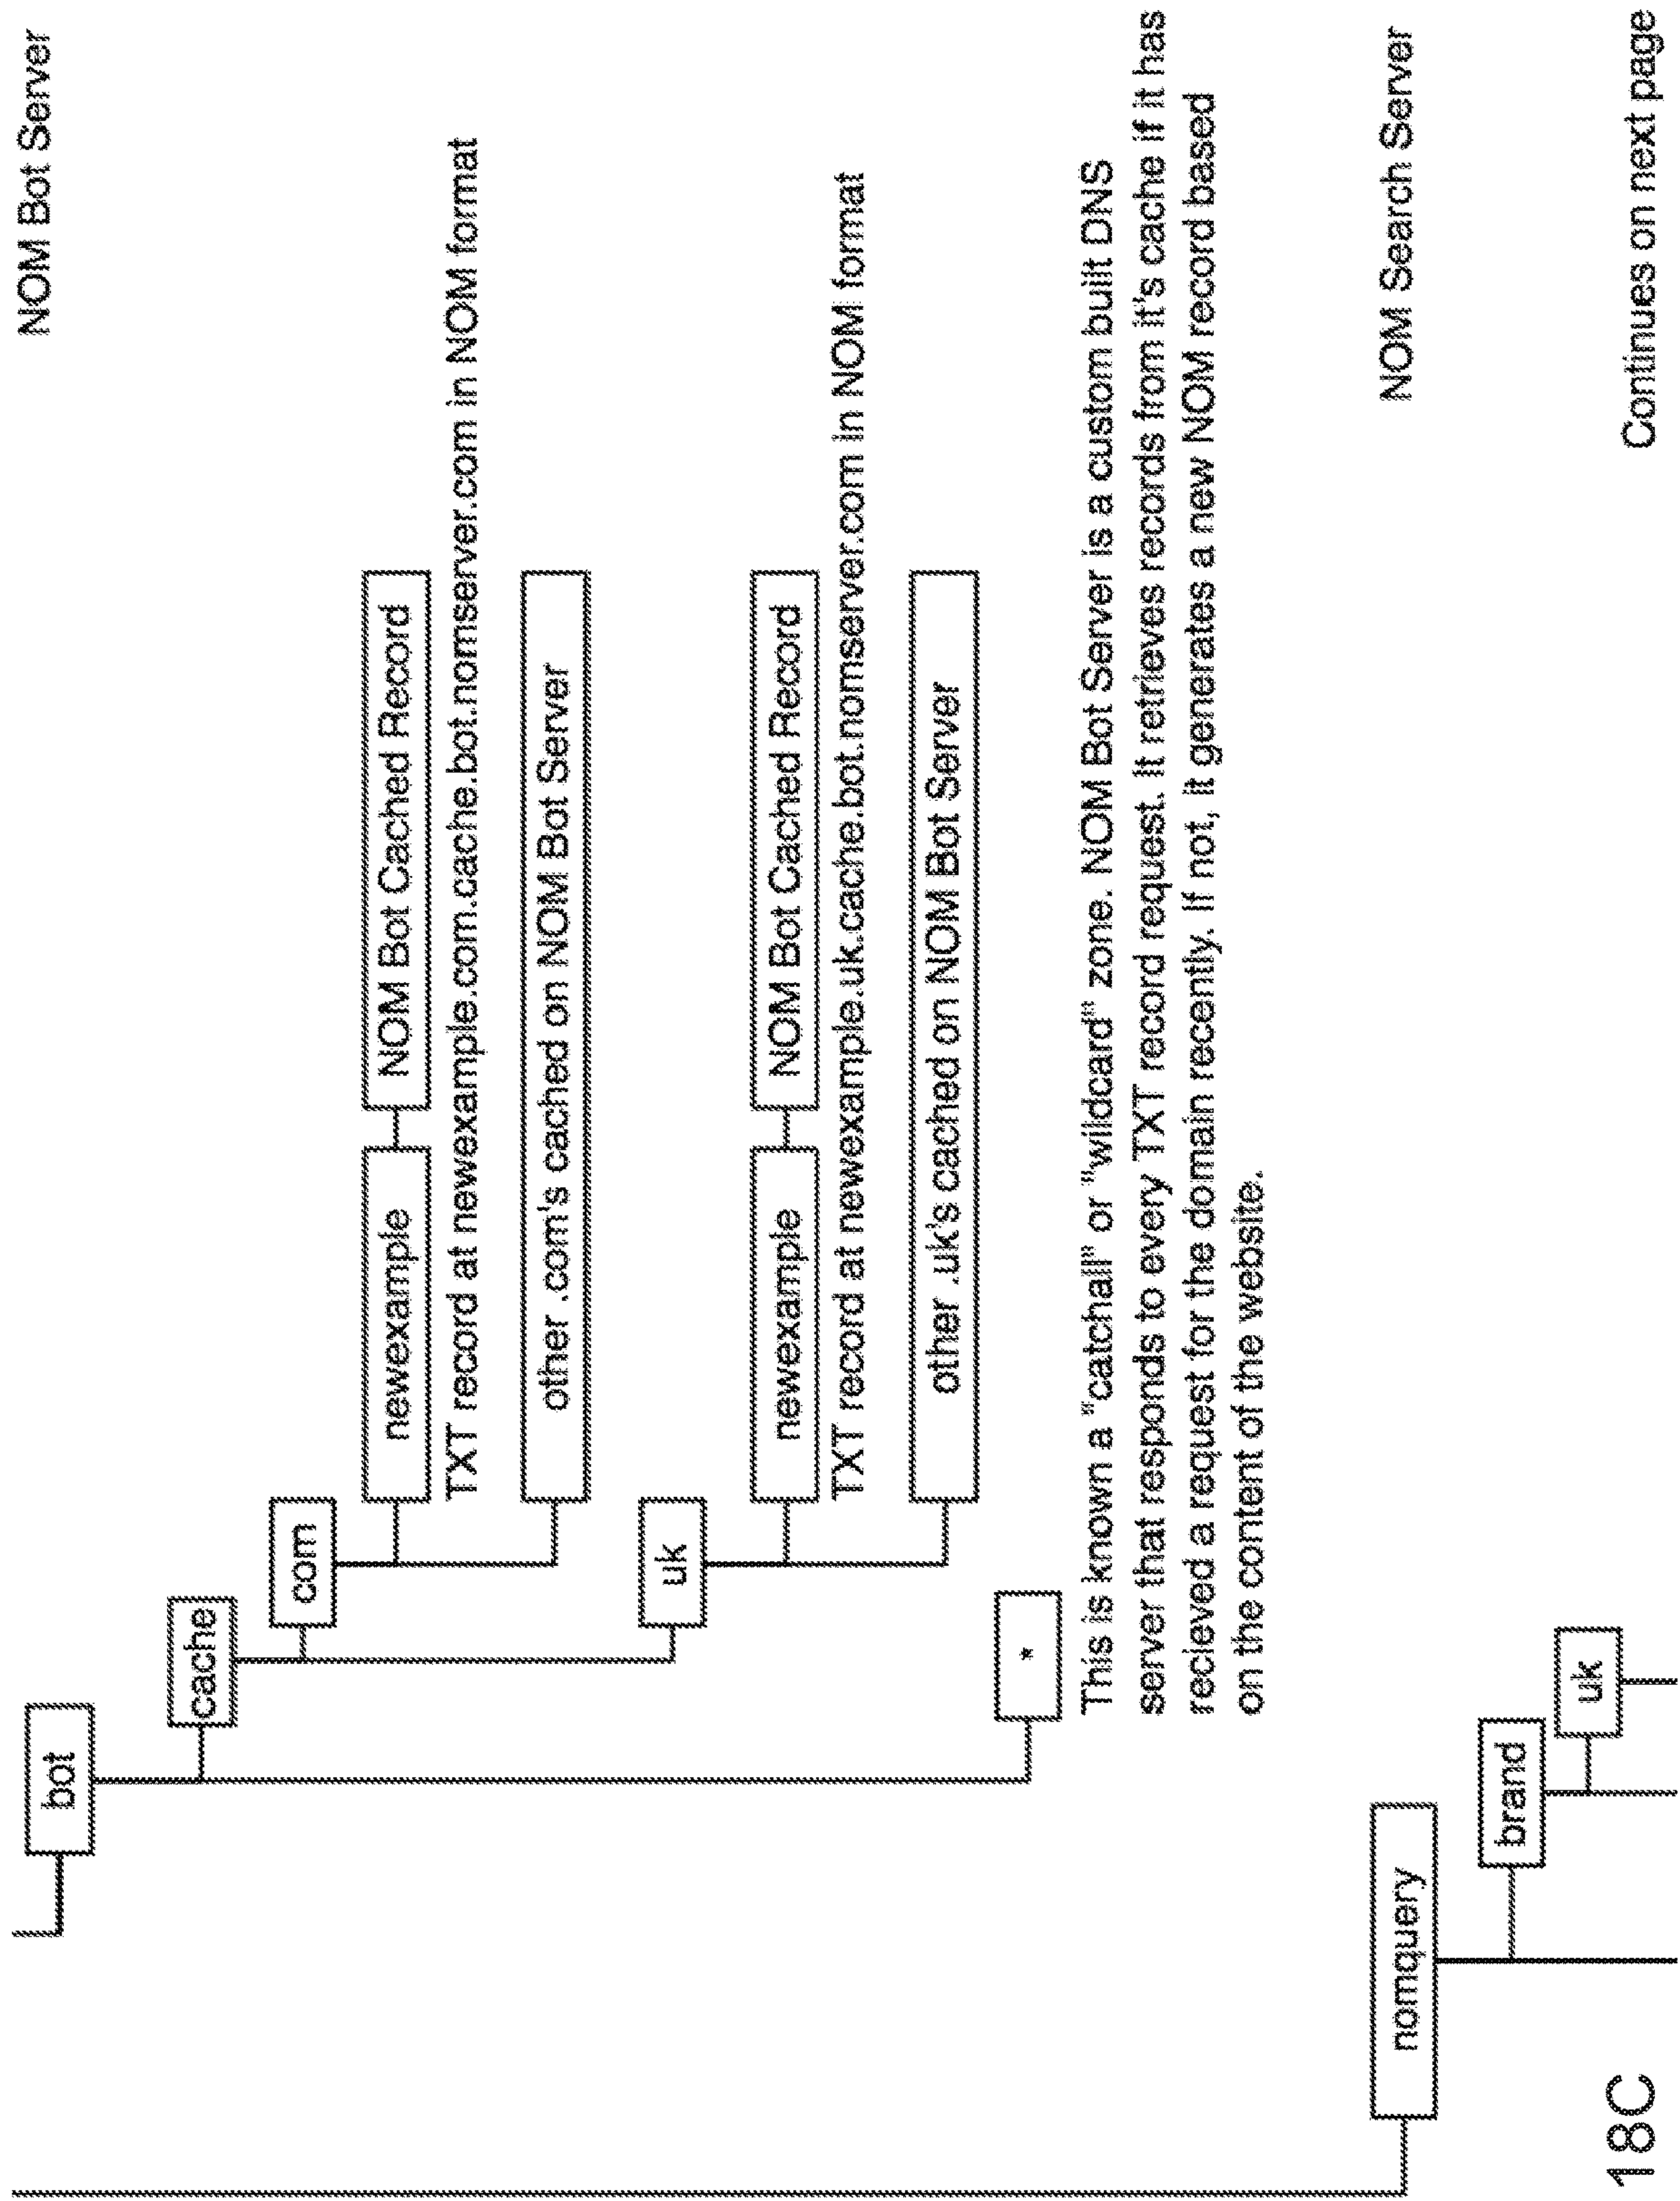 NOM Bot Server
bot
cache
com
newexample
NOM Bot Cached Record
TXT record at newexample.com.cache.bot.nomserver.com in NOM format
other .com's cached on NOM Bot Server
uk
newexample
NOM Bot Cached Record
TXT record at newexample.uk.cache.bot.nomserver.com in NOM format
other .uk's cached on NOM Bot Server
*
This is known a "catchall" or "wildcard" zone. NOM Bot Server is a custom built DNS
server that responds to every TXT record request. It retrieves records from it's cache if it has
recieved a request for the domain recently. If not, it generates a new NOM record based
on the content of the website.
nomquery
NOM Search Server
brand
uk
18C
Continues on next page